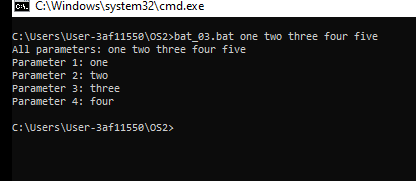 C:\Windows\system32\cmd.exe
C:\Users\User-3af11550\OS2>bat_03.bat one two three four five
All parameters: one two three four five
Parameter 1: one
Parameter 2: two
Parameter 3: three
Parameter 4: four
C:\Users\User-3af11550\OS2>